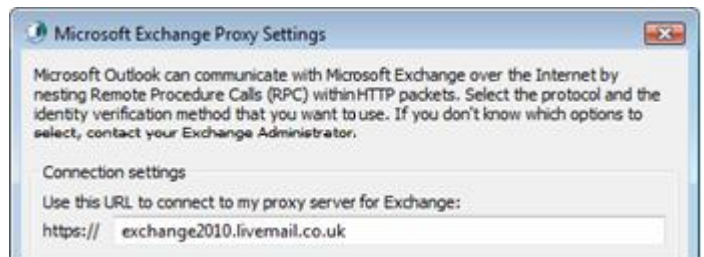 Microsoft Exchange Proxy Settings
Microsoft Outlook can communicate with Microsoft Exchange over the Internet by
nesting Remote Procedure Calls (RPC) within HTTP packets. Select the protocol and the
identity verification method that you want to use. If you don't know which options to
select, contact your Exchange Administrator.
Connection settings
Use this URL to connect to my proxy server for Exchange:
https:// exchange2010.livemail.co.uk